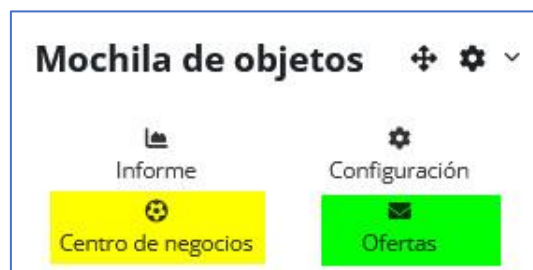 Mochila de objetos
Informe
Configuración
Centro de negocios
Ofertas